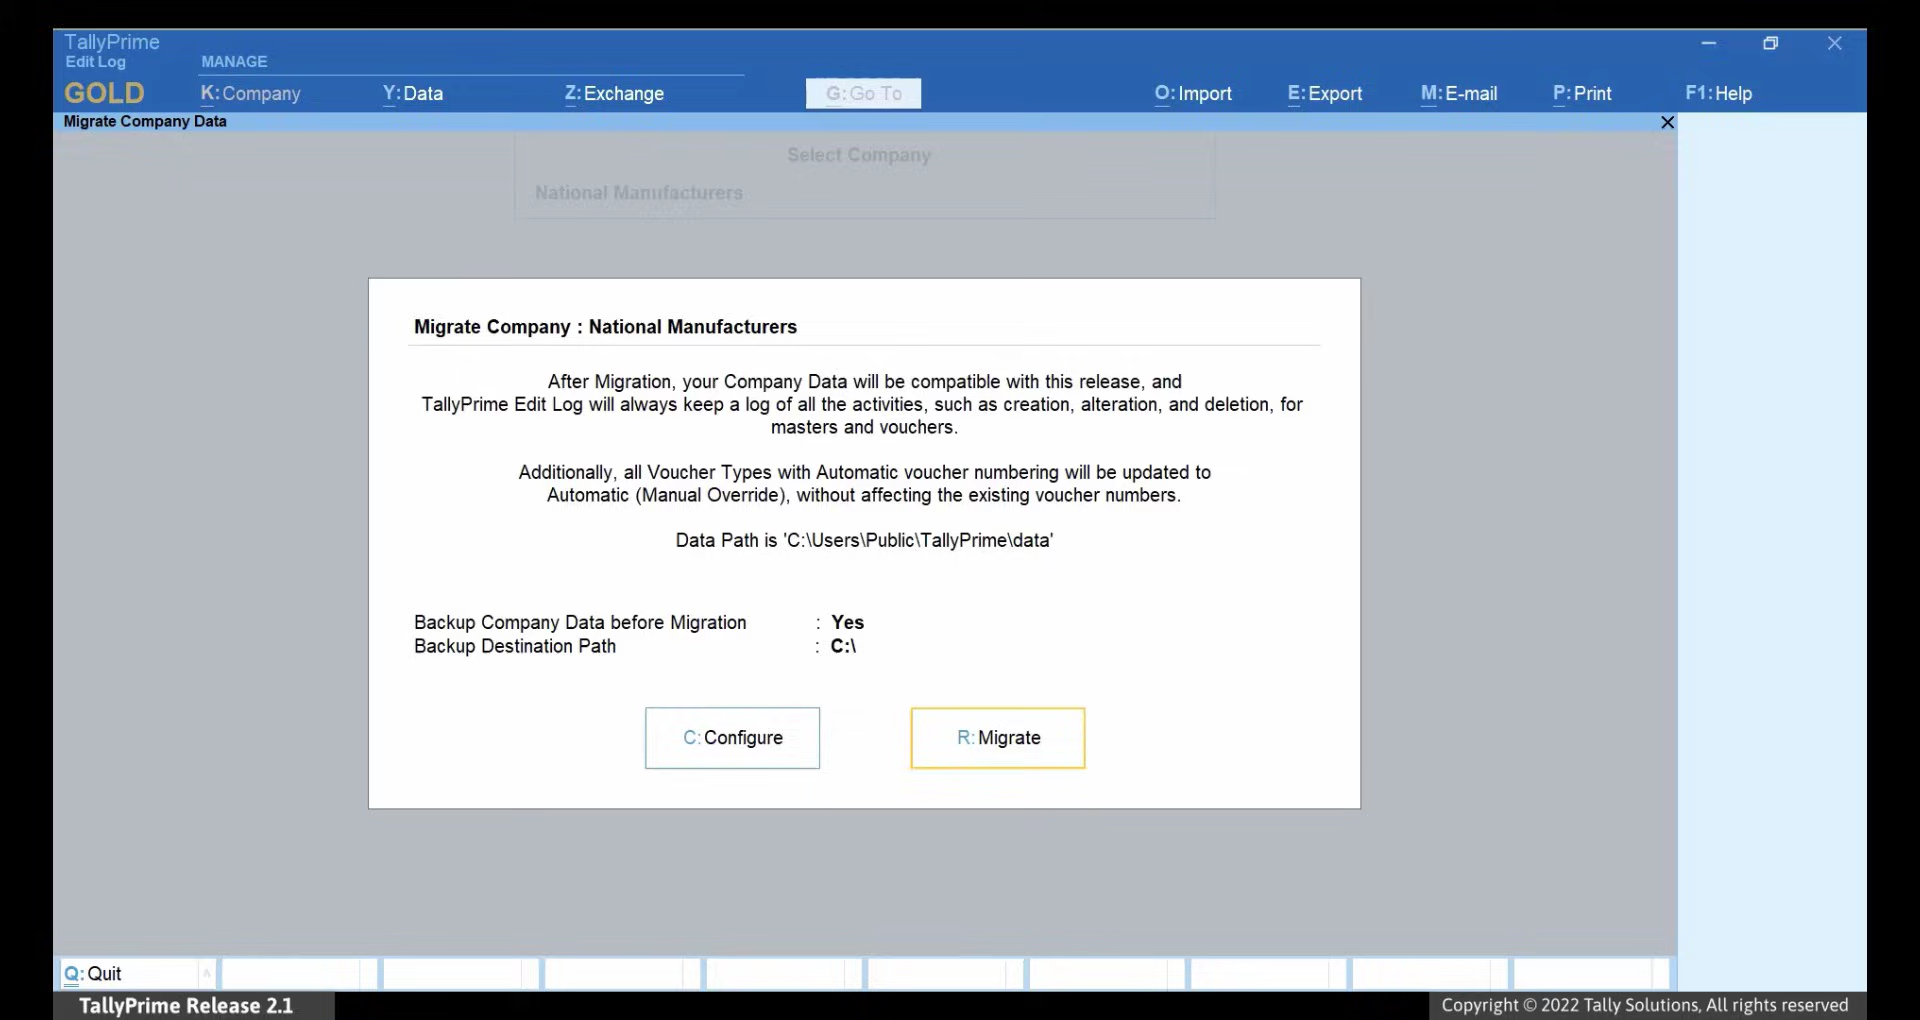 TallyPrime
Edit Log
GOLD
MANAGE
K:Company
Y:Data
Z:Exchange
G:Go To
O:Import
E:Export
M:E-mail
P:Print
F1:Help
Migrate Company Data
Select Company
National Manufacturers
Migrate Company : National Manufacturers
After Migration, your Company Data will be compatible with this release, and
TallyPrime Edit Log will always keep a log of all the activities, such as creation, alteration, and deletion, for
masters and vouchers.
Additionally, all Voucher Types with Automatic voucher numbering will be updated to
Automatic (Manual Override), without affecting the existing voucher numbers.
Data Path is 'C:\Users\Public\TallyPrime\data'
Backup Company Data before Migration : Yes
Backup Destination Path : C:\
C:Configure
R:Migrate
Q:Quit
TallyPrime Release 2.1
Copyright © 2022 Tally Solutions, All rights reserved